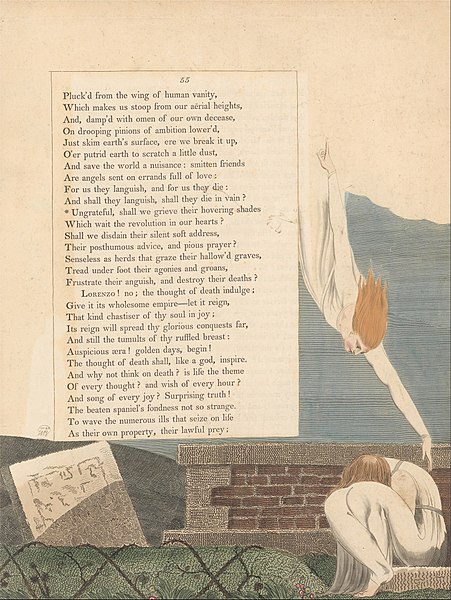 55
Pluck'd from the wing of human vanity,
Which makes us stoop from our aërial heights,
And, damp'd with omen of our own decease,
On drooping pinions of ambition lower'd,
Just skim earth's surface, ere we break it up,
O'er putrid earth to scratch a little dust,
And save the world a nuisance: smitten friends
Are angels sent on errands full of love;
For us they languish, and for us they die:
And shall they languish, shall they die in vain?
* Ungrateful, shall we grieve their hovering shades
Which wait the revolution in our hearts?
Shall we disdain their silent soft address,
Their posthumous advice, and pious prayer?
Senseless as herds that graze their hallow'd graves,
Tread under foot their agonies and groans,
Frustrate their anguish, and destroy their deaths?
LORENZO! no; the thought of death indulge;
Give it its wholesome empire—let it reign,
That kind chastiser of thy soul in joy;
Its reign will spread thy glorious conquests far,
And still the tumults of thy ruffled breast:
Auspicious æra! golden days, begin!
The thought of death shall, like a god, inspire.
And why not think on death? is life the theme
Of every thought? and wish of every hour?
And song of every joy? Surprising truth!
The beaten spaniel's fondness not so strange.
To wave the numerous ills that seize on life
As their own property, their lawful prey;